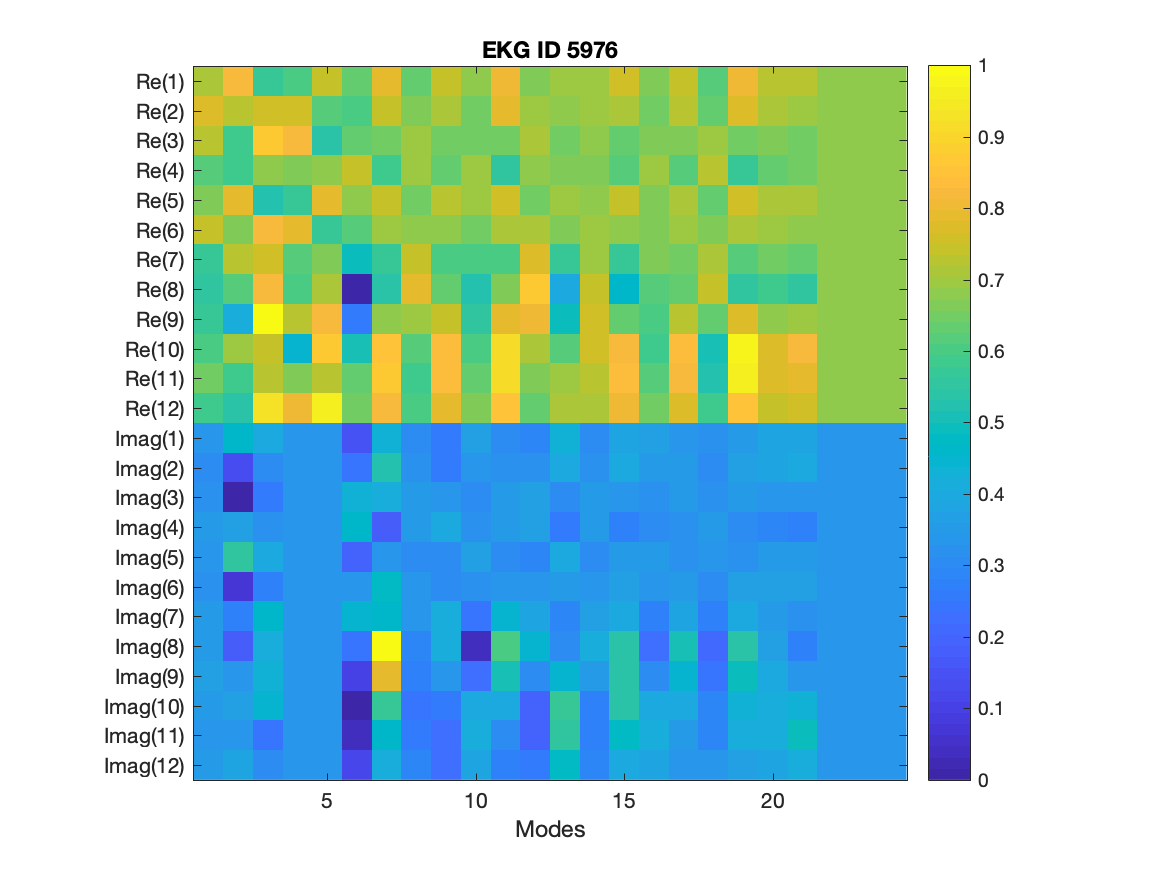 EKG ID 5976
Re(1)
Re(2)
Re(3)
Re(4)
Re(5)
Re(6)
Re(7)
Re(8)
Re(9)
Re(10)
Re(11)
Re(12)
Imag(1)
Imag(2)
Imag(3)
Imag(4)
Imag(5)
Imag(6)
Imag(7)
Imag(8)
Imag(9)
Imag(10)
Imag(11)
Imag(12)
5 10 15 20
Modes
1
0.9
0.8
0.7
0.6
0.5
0.4
0.3
0.2
0.1
0